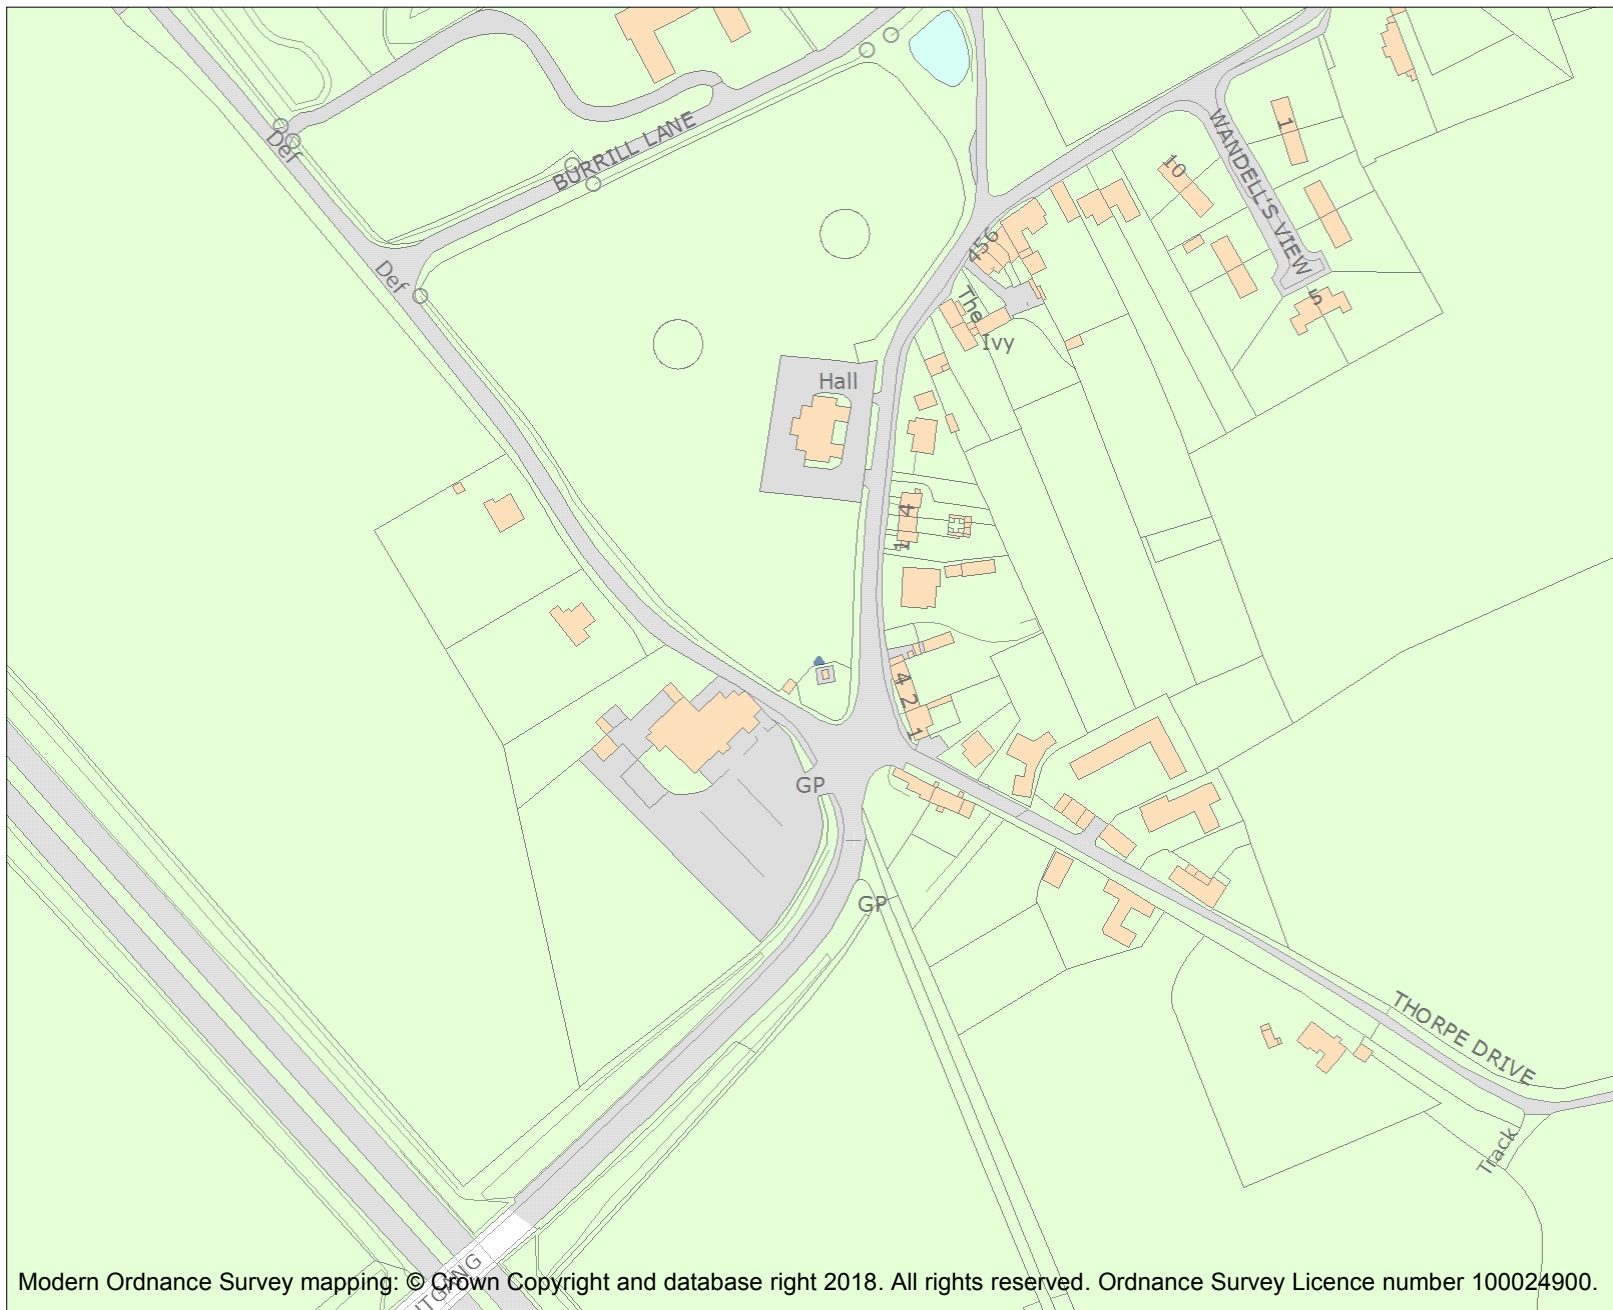 Def
BURRILL LANE
WANDELL'S VIEW
1
10
Def
456
5
The
Ivy
Hall
4
1
4 2
1
GP
GP
THORPE DRIVE
Track
Modern Ordnance Survey mapping: © Crown Copyright and database right 2018. All rights reserved. Ordnance Survey Licence number 100024900.